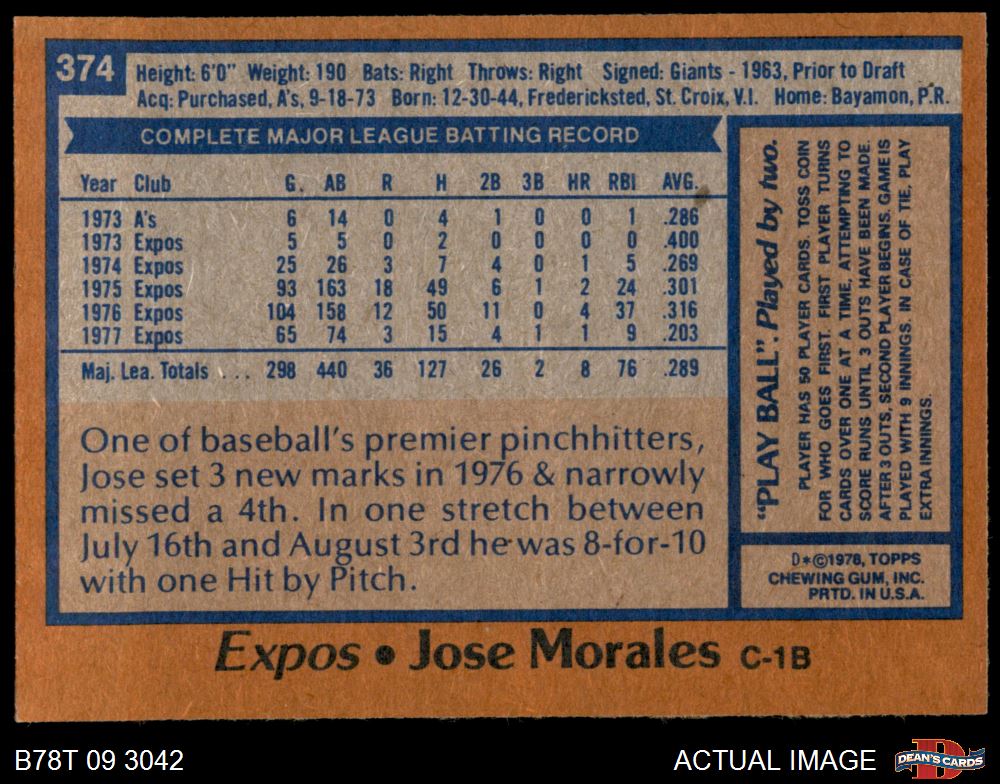 374
Height: 6'0" Weight: 190 Bats: Right Throws: Right Signed: Giants - 1963, Prior to Draft
Acq: Purchased, A's, 9-18-73 Born: 12-30-44, Fredericksted, St. Croix, V.I. Home: Bayamon, P.R.
COMPLETE MAJOR LEAGUE BATTING RECORD
Year Club G. AB R H 2B 3B HR RBI AVG.
1973 A's 6 14 0 4 1 0 0 1 .286
1973 Expos 5 5 0 2 0 0 0 0 .400
1974 Expos 25 26 3 7 4 0 1 5 .269
1975 Expos 93 163 18 49 6 1 2 24 .301
1976 Expos 104 158 12 50 11 0 4 37 .316
1977 Expos 65 74 3 15 4 1 1 9 .203
Maj. Lea. Totals ... 298 440 36 127 26 2 8 76 .289
One of baseball's premier pinchhitters,
Jose set 3 new marks in 1976 & narrowly
missed a 4th. In one stretch between
July 16th and August 3rd he was 8-for-10
with one Hit by Pitch.
"PLAY BALL". Played by two.
PLAYER HAS 50 PLAYER CARDS. TOSS COIN
FOR WHO GOES FIRST. FIRST PLAYER TURNS
CARDS OVER ONE AT A TIME, ATTEMPTING TO
SCORE RUNS UNTIL 3 OUTS HAVE BEEN MADE.
AFTER 3 OUTS, SECOND PLAYER BEGINS. GAME IS
PLAYED WITH 9 INNINGS. IN CASE OF TIE, PLAY
EXTRA INNINGS.
D*©1978, TOPPS
CHEWING GUM, INC.
PRTD. IN U.S.A.
Expos • Jose Morales C-1B
B78T 09 3042
ACTUAL IMAGE
DEAN'S CARDS